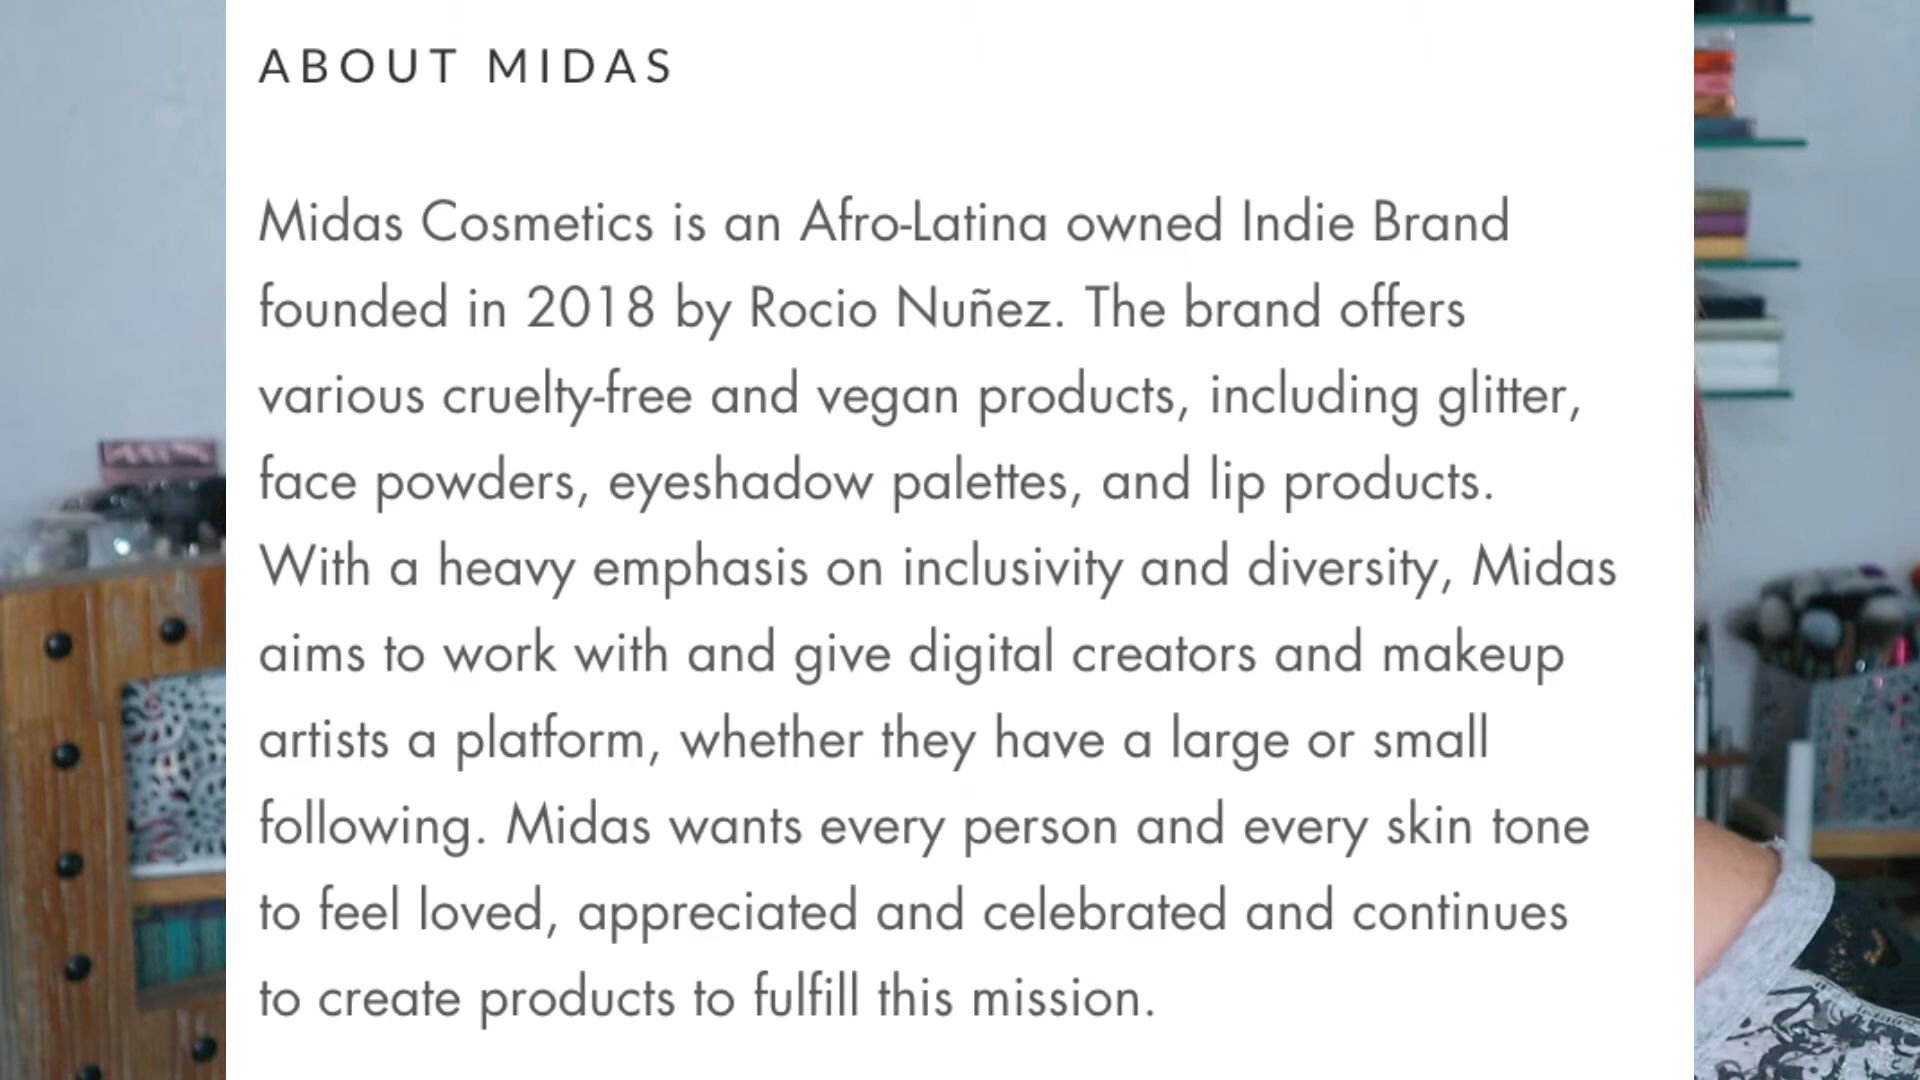 ABOUT MIDAS
Midas Cosmetics is an Afro-Latina owned Indie Brand
founded in 2018 by Rocio Nuñez. The brand offers
various cruelty-free and vegan products, including glitter,
face powders, eyeshadow palettes, and lip products.
With a heavy emphasis on inclusivity and diversity, Midas
aims to work with and give digital creators and makeup
artists a platform, whether they have a large or small
following. Midas wants every person and every skin tone
to feel loved, appreciated and celebrated and continues
to create products to fulfill this mission.